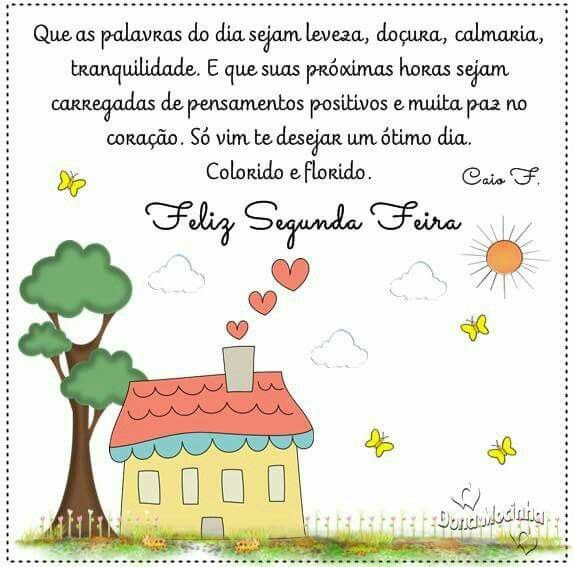 Que as palavras do dia sejam leveza, doçura, calmaria,
tranquilidade. E que suas próximas horas sejam
carregadas de pensamentos positivos e muita paz no
coração. Só vim te desejar um ótimo dia.
Colorido e florido.
Caio F.
Feliz Segunda Feira
Dona Mocinha